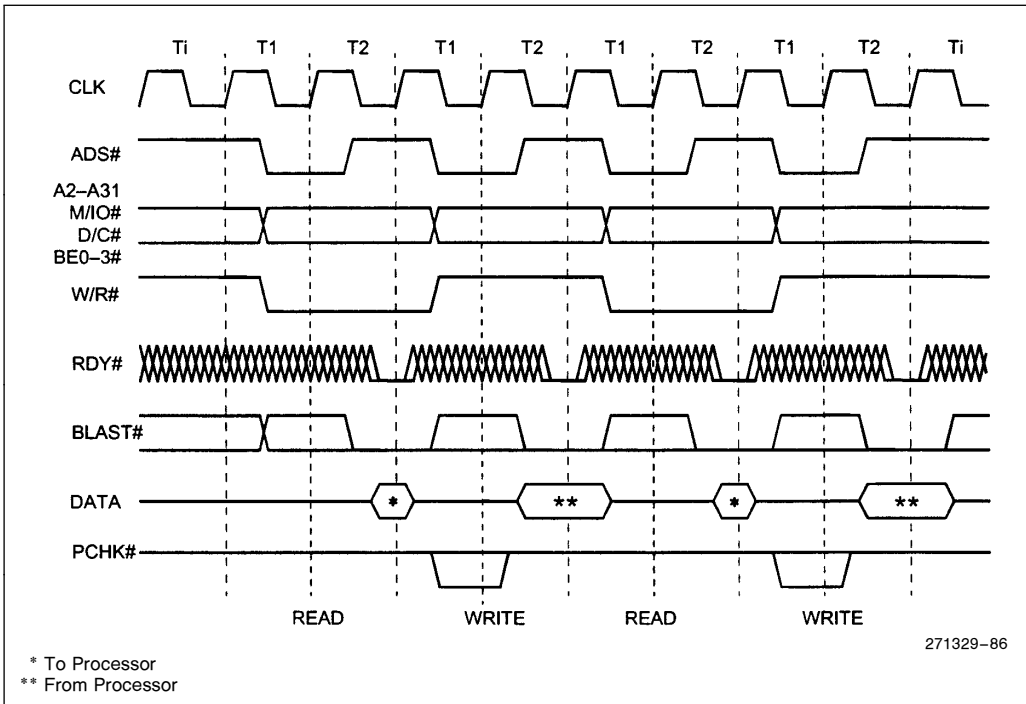 Ti T1 T2 T1 T2 T1 T2 T1 T2 Ti
CLK
ADS#
A2–A31
M/IO#
D/C#
BE0–3#
W/R#
RDY#
BLAST#
DATA * ** * **
PCHK#
READ WRITE READ WRITE
271329–86
* To Processor
** From Processor